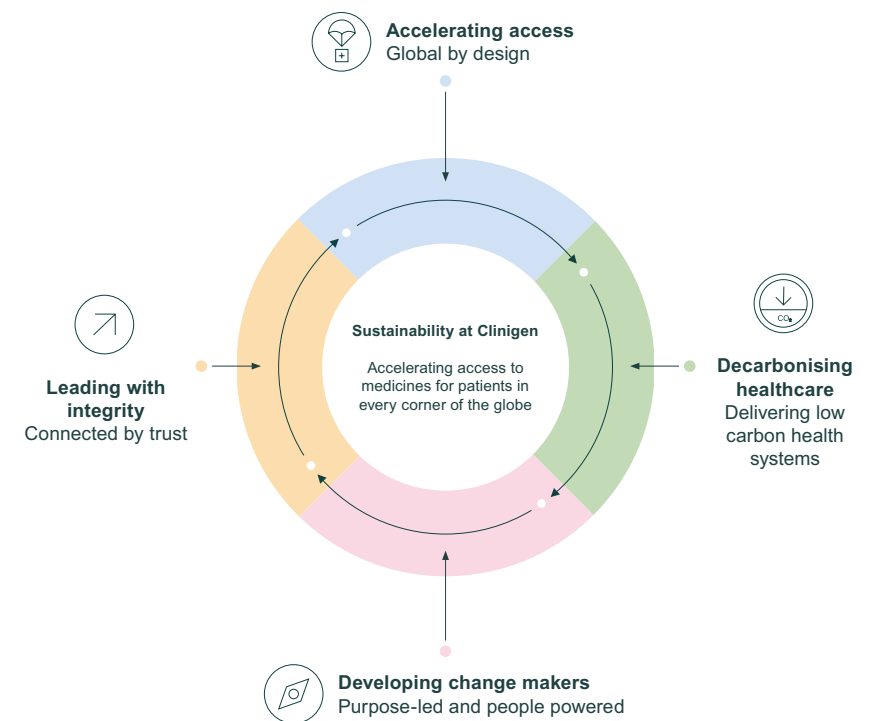 Accelerating access
Global by design
Sustainability at Clinigen
Accelerating access to
medicines for patients in
every corner of the globe
Leading with
integrity
Connected by trust
CO₂
Decarbonising
healthcare
Delivering low
carbon health
systems
Developing change makers
Purpose-led and people powered